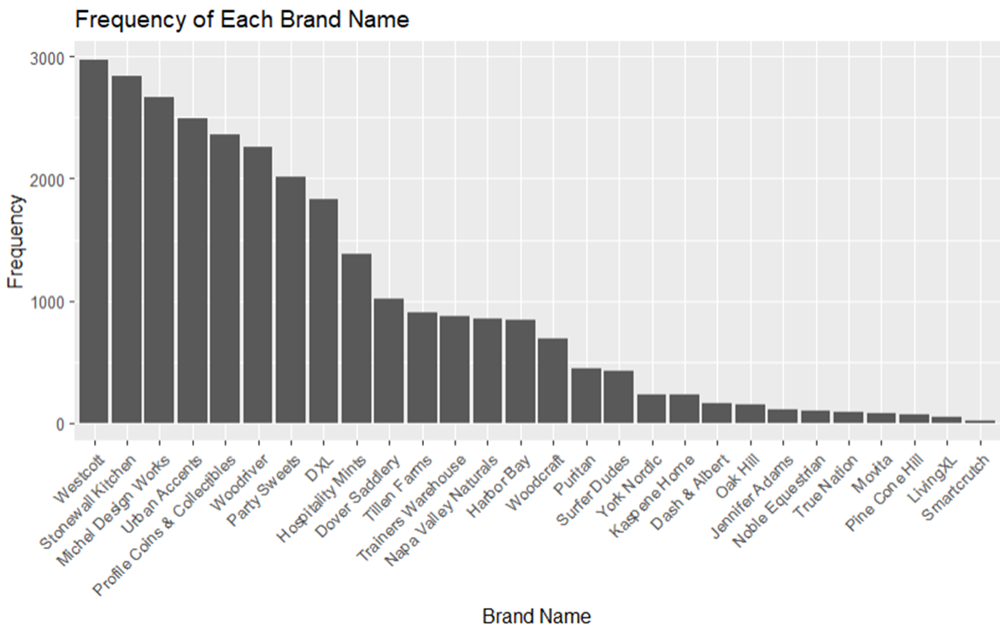 Frequency of Each Brand Name
3000
2000
1000
0
Frequency
Westcott
Stonewall Kitchen
Michel Design Works
Urban Accents
Profile Coins & Collectibles
Woodriver
Party Sweets
DXL
Hospitality Mints
Dover Saddlery
Tillen Farms
Trainers Warehouse
Napa Valley Naturals
Harbor Bay
Woodcraft
Puritan
Surfer Dudes
York Nordic
Kaspene Home
Dash & Albert
Oak Hill
Jennifer Adams
Noble Equestrian
True Nation
Movita
Pine Cone Hill
LivingXL
Smartcrutch
Brand Name